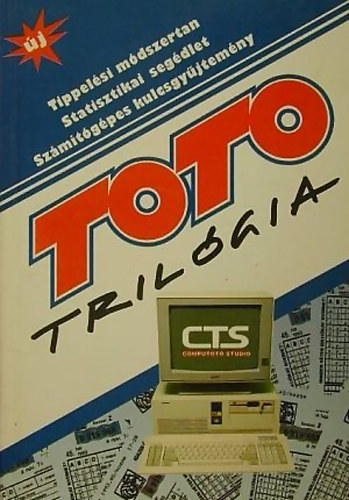 új
Tippelési módszertan
Statisztikai segédlet
Számítógépes kulcsgyűjtemény
TOTO
TRILÓGIA
CTS
COMPUTOTO STUDIO